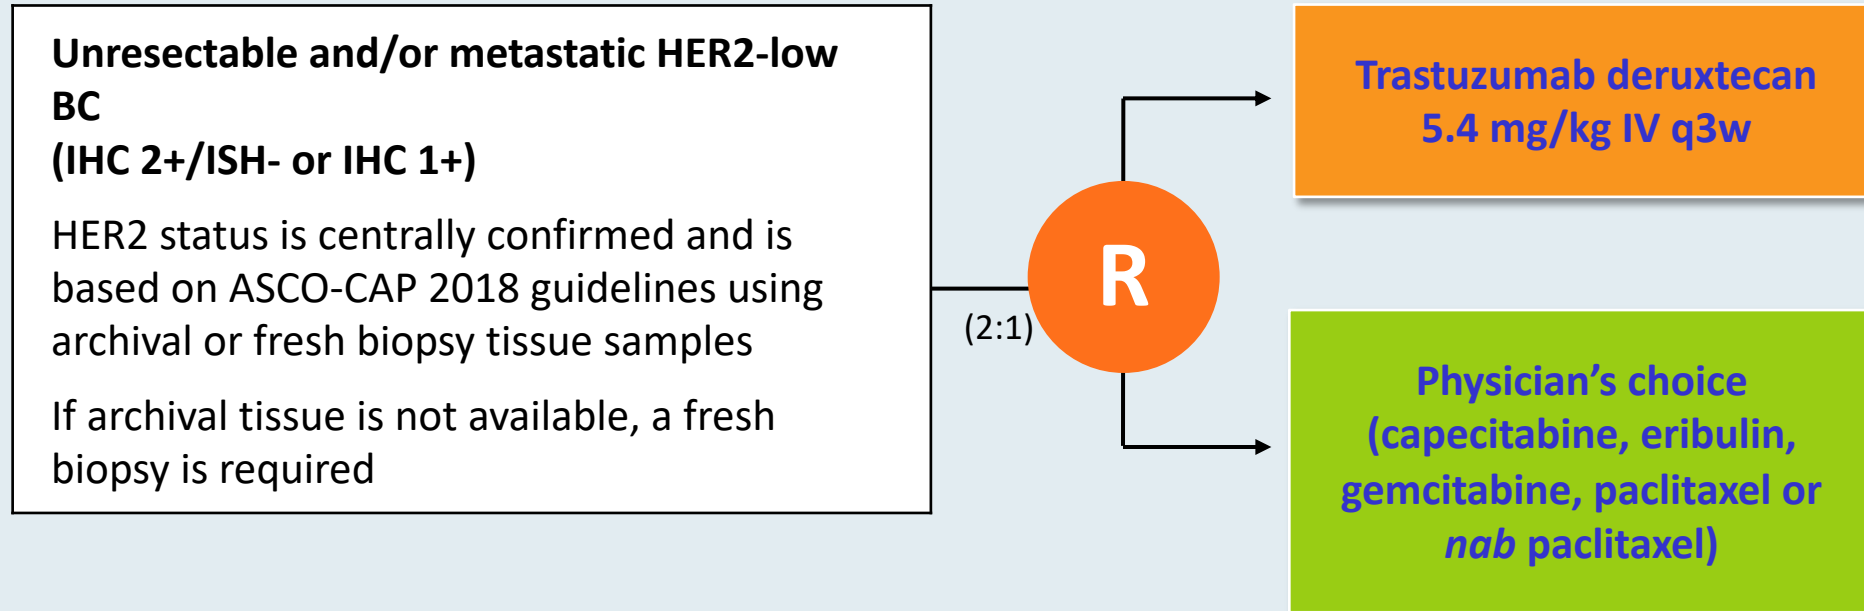 Unresectable and/or metastatic HER2-low
BC
(IHC 2+/ISH- or IHC 1+)
HER2 status is centrally confirmed and is
based on ASCO-CAP 2018 guidelines using
archival or fresh biopsy tissue samples
If archival tissue is not available, a fresh
biopsy is required
(2:1)
R
Trastuzumab deruxtecan
5.4 mg/kg IV q3w
Physician’s choice
(capecitabine, eribulin,
gemcitabine, paclitaxel or
nab paclitaxel)